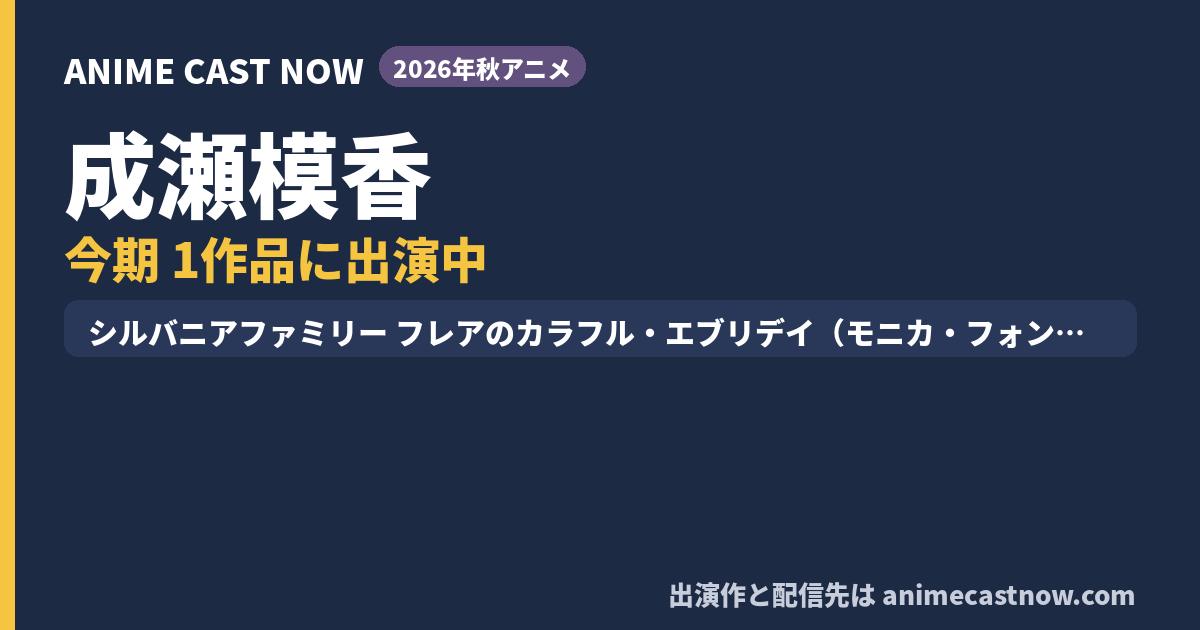 ANIME CAST NOW 2026年秋アニメ
成瀬模香
今期 1作品に出演中
シルバニアファミリー フレアのカラフル・エブリデイ（モニカ・フォン…
出演作と配信先は animecastnow.com